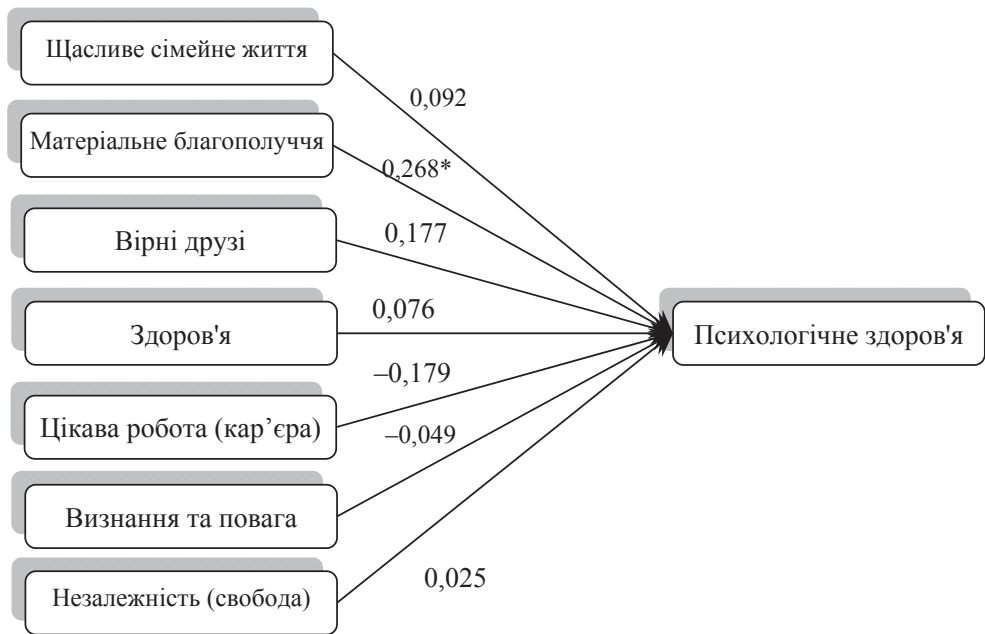 Щасливе сімейне життя
0,092
Матеріальне благополуччя
0,268*
Вірні друзі
0,177
Здоров'я
0,076
Психологічне здоров'я
Цікава робота (кар’єра)
–0,179
Визнання та повага
–0,049
Незалежність (свобода)
0,025